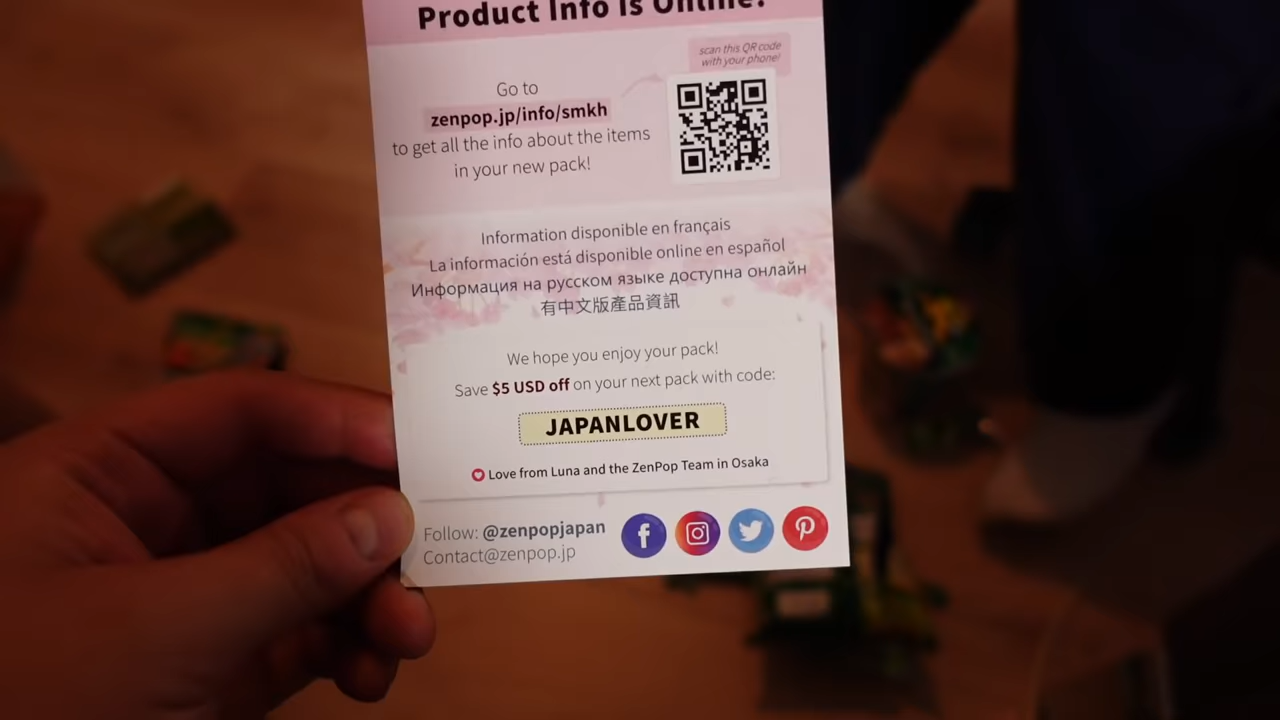 Product Info is Online!
scan this QR code
with your phone!
Go to
zenpop.jp/info/smkh
to get all the info about the items
in your new pack!
Information disponible en français
La información está disponible online en español
Информация на русском языке доступна онлайн
有中文版產品資訊
We hope you enjoy your pack!
Save $5 USD off on your next pack with code:
JAPANLOVER
Love from Luna and the ZenPop Team in Osaka
Follow: @zenpopjapan
Contact@zenpop.jp